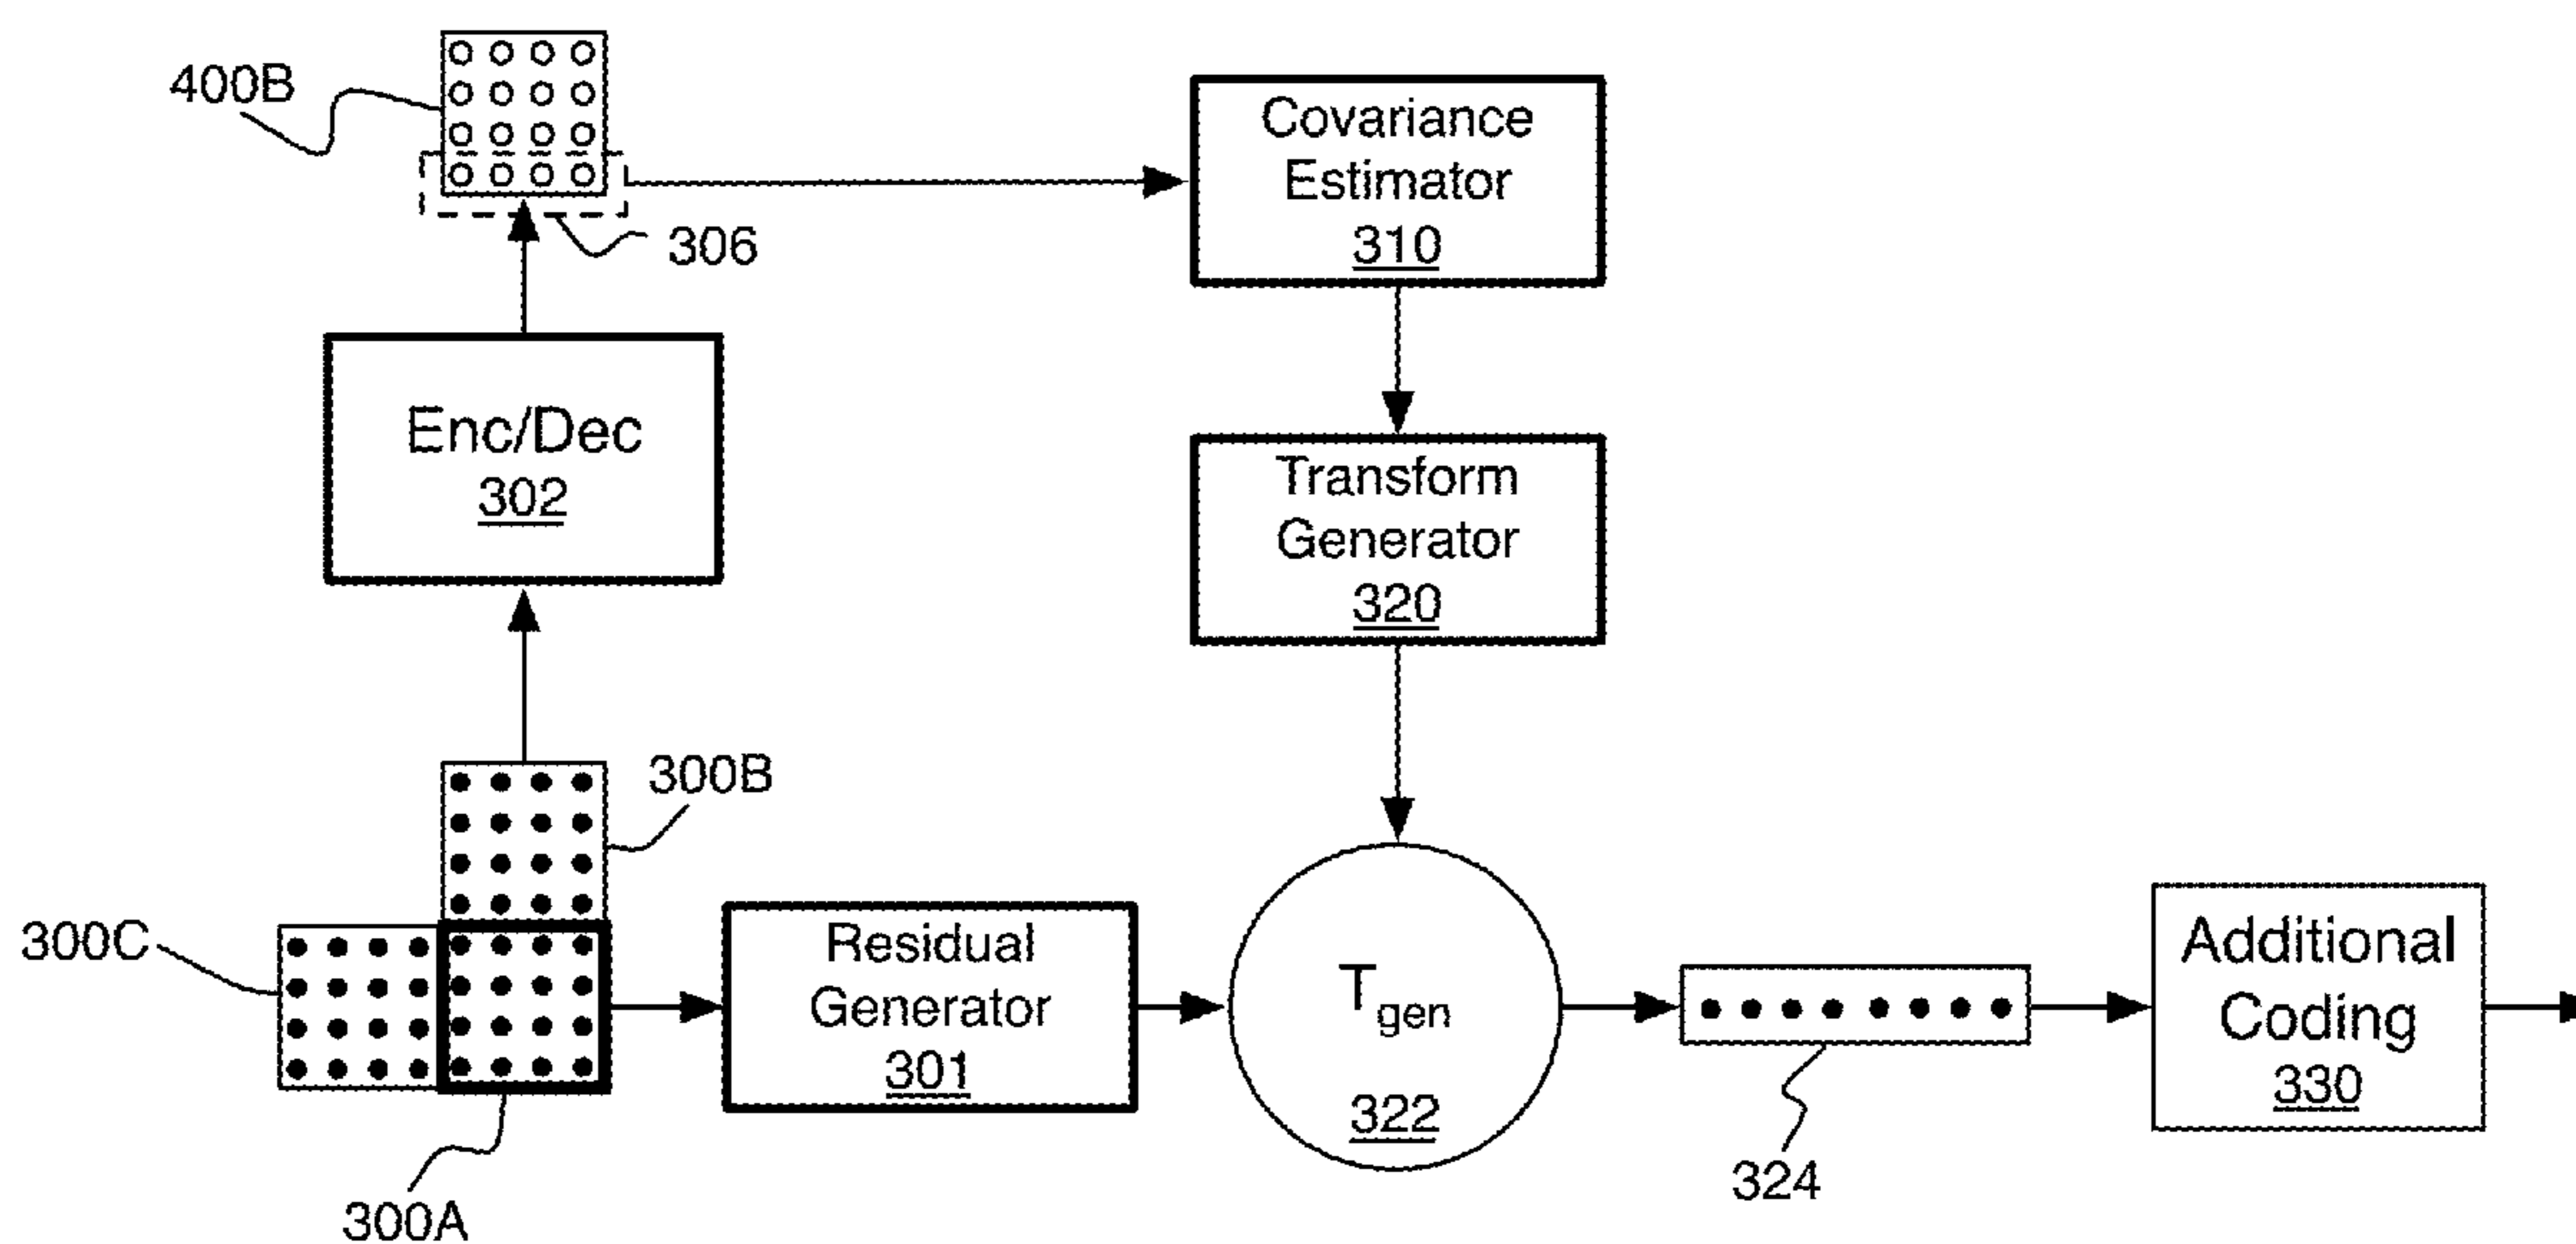 400B
306
Covariance
Estimator
310
Enc/Dec
302
Transform
Generator
320
300B
300C
300A
Residual
Generator
301
Tgen
322
324
Additional
Coding
330